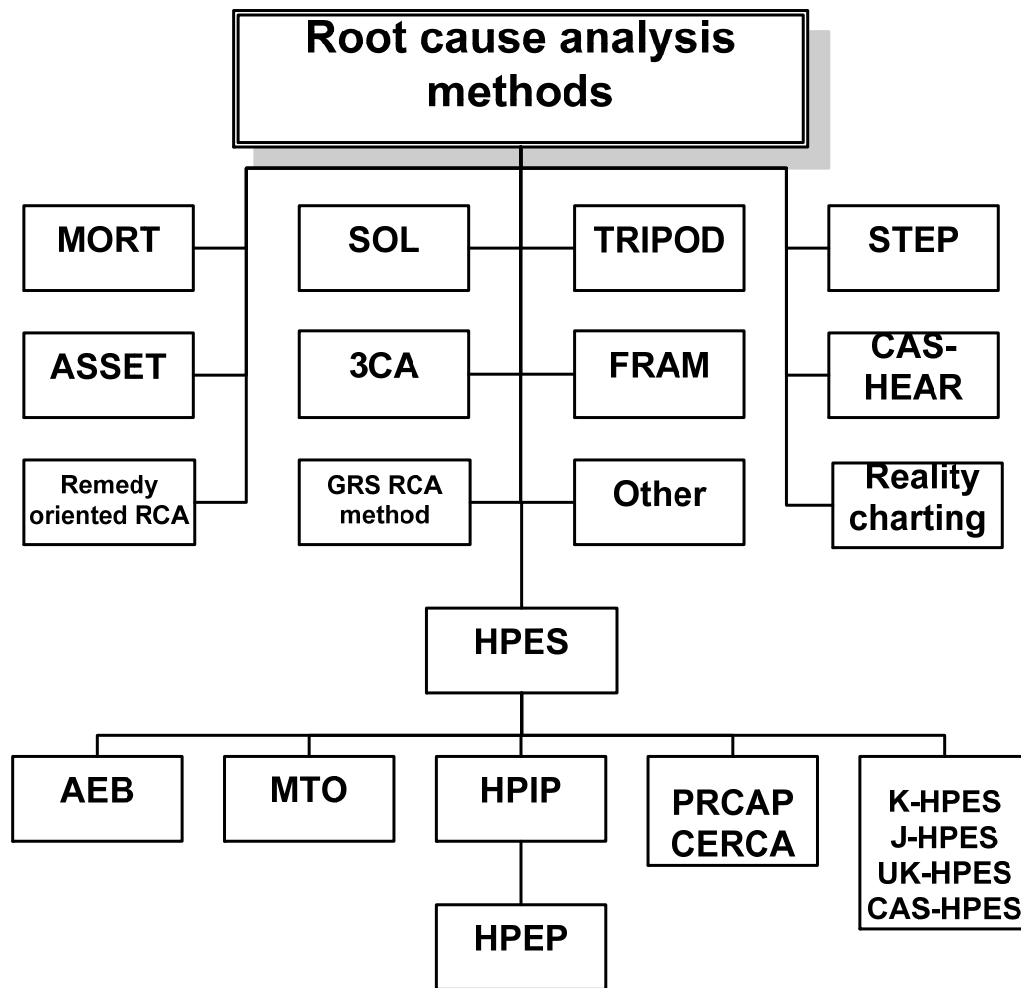 Root cause analysis
methods
MORT
SOL
TRIPOD
STEP
ASSET
3CA
FRAM
CAS-
HEAR
Remedy
oriented RCA
GRS RCA
method
Other
Reality
charting
HPES
AEB
MTO
HPIP
PRCAP
CERCA
K-HPES
J-HPES
UK-HPES
CAS-HPES
HPEP